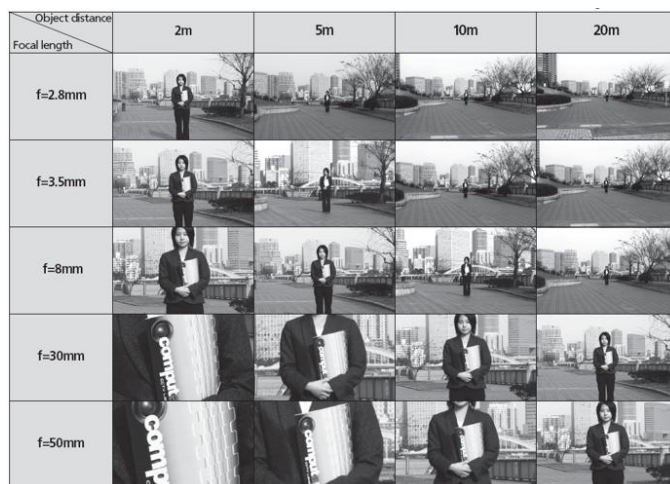 Object distance
Focal length
2m
5m
10m
20m
f=2.8mm
f=3.5mm
f=8mm
f=30mm
comput
f=50mm
comp